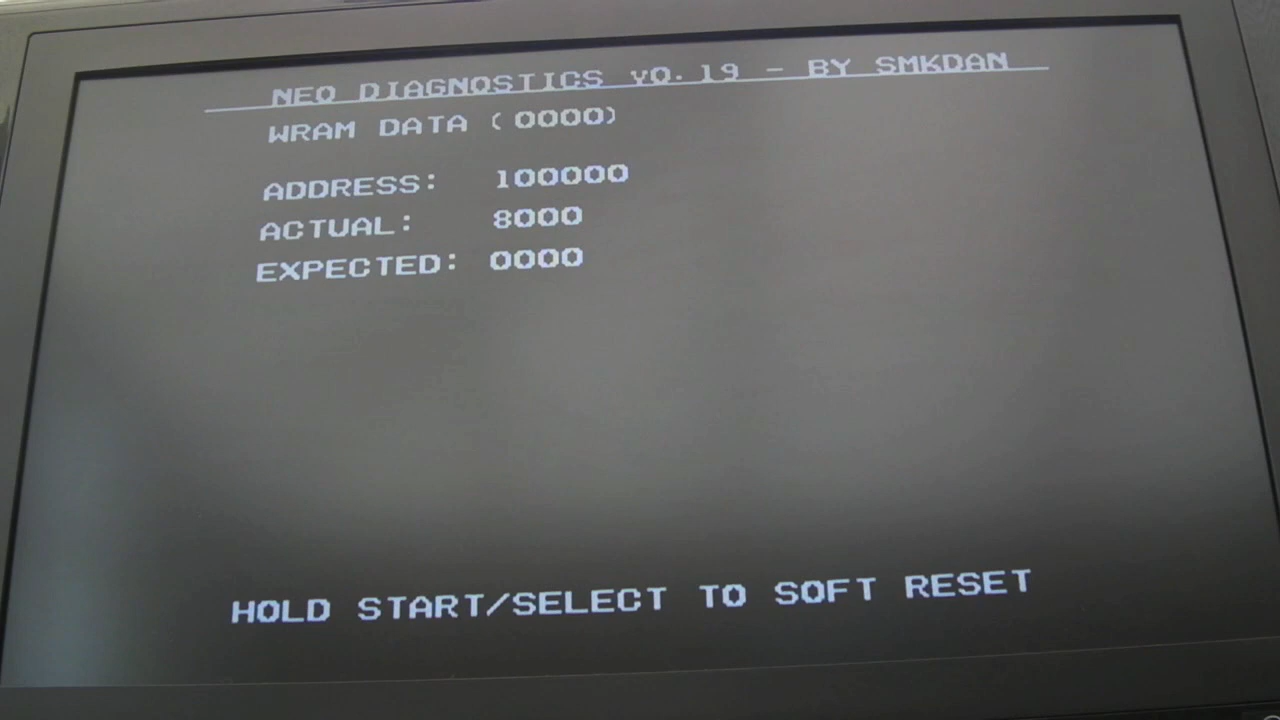 NEO DIAGNOSTICS V0.19 - BY SMKDAN
WRAM DATA (0000)
ADDRESS: 100000
ACTUAL: 8000
EXPECTED: 0000
HOLD START/SELECT TO SOFT RESET